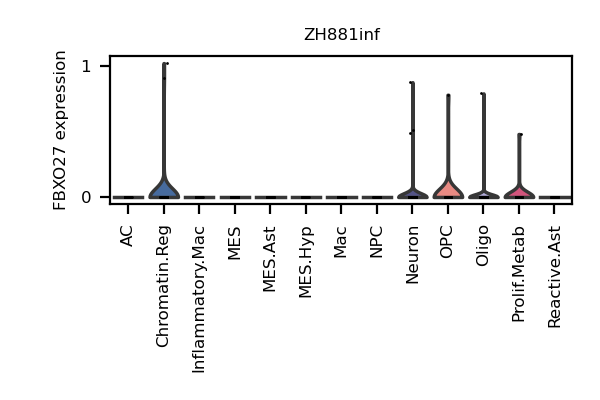 ZH881inf
FBXO27 expression
1
0
AC
Chromatin.Reg
Inflammatory.Mac
MES
MES.Ast
MES.Hyp
Mac
NPC
Neuron
OPC
Oligo
Prolif.Metab
Reactive.Ast